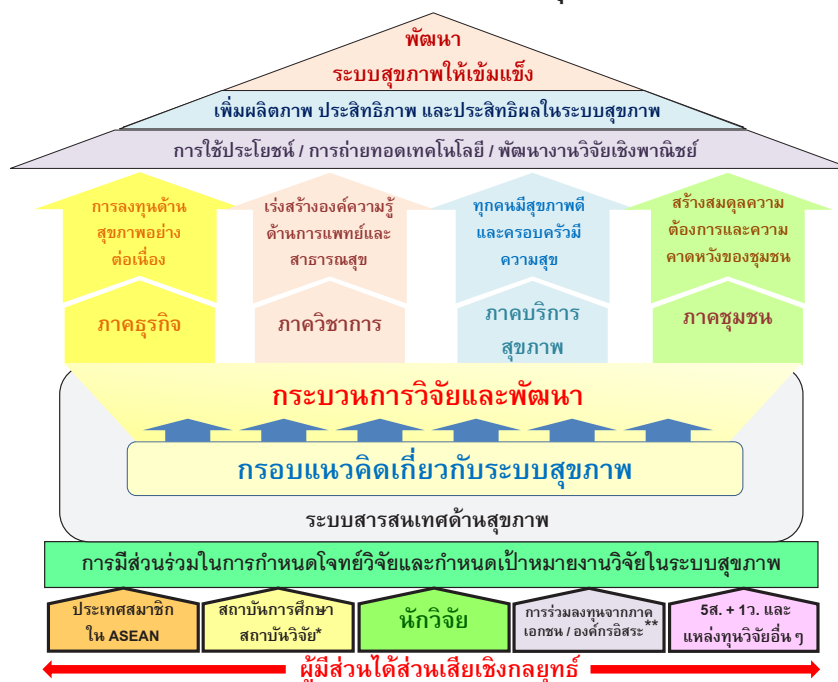 พัฒนา
ระบบสุขภาพให้เข้มแข็ง
เพิ่มผลิตภาพ ประสิทธิภาพ และประสิทธิผลในระบบสุขภาพ
การใช้ประโยชน์ / การถ่ายทอดเทคโนโลยี / พัฒนางานวิจัยเชิงพาณิชย์
การลงทุนด้าน
สุขภาพอย่าง
ต่อเนื่อง
เร่งสร้างองค์ความรู้
ด้านการแพทย์และ
สาธารณสุข
ทุกคนมีสุขภาพดี
และครอบครัวมี
ความสุข
สร้างสมดุลความ
ต้องการและความ
คาดหวังของชุมชน
ภาคธุรกิจ
ภาควิชาการ
ภาคบริการ
สุขภาพ
ภาคชุมชน
กระบวนการวิจัยและพัฒนา
กรอบแนวคิดเกี่ยวกับระบบสุขภาพ
ระบบสารสนเทศด้านสุขภาพ
การมีส่วนร่วมในการกำหนดโจทย์วิจัยและกำหนดเป้าหมายงานวิจัยในระบบสุขภาพ
ประเทศสมาชิก
ใน ASEAN
สถาบันการศึกษา
สถาบันวิจัย*
นักวิจัย
การร่วมลงทุนจากภาค
เอกชน / องค์กรอิสระ**
5ส. + 1ว. และ
แหล่งทุนวิจัยอื่น ๆ
ผู้มีส่วนได้ส่วนเสียเชิงกลยุทธ์